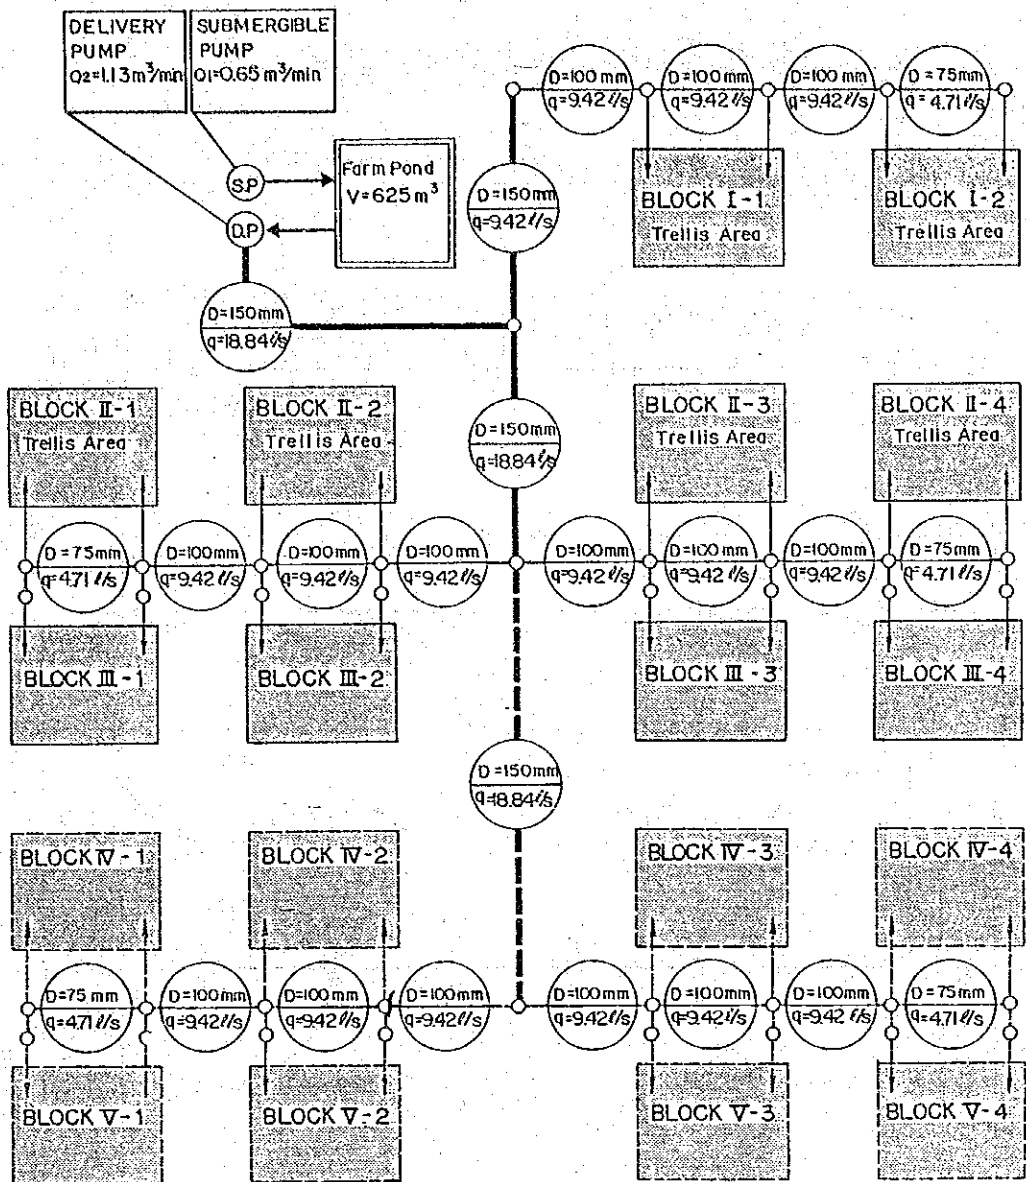 DELIVERY
PUMP
Q2=1.13 m³/min
SUBMERGIBLE
PUMP
Q1=0.65 m³/min
S.P
D.P
Farm Pond
V=625 m³
D=150mm
q=18.84 ℓ/s
D=150mm
q=9.42 ℓ/s
D=100 mm
q=9.42 ℓ/s
D=100 mm
q=9.42 ℓ/s
D=100 mm
q=9.42 ℓ/s
D=75mm
q=4.71 ℓ/s
BLOCK I-1
Trellis Area
BLOCK I-2
Trellis Area
D=150mm
q=18.84 ℓ/s
BLOCK II-1
Trellis Area
BLOCK II-2
Trellis Area
BLOCK II-3
Trellis Area
BLOCK II-4
Trellis Area
D=75mm
q=4.71 ℓ/s
D=100mm
q=9.42 ℓ/s
D=100mm
q=9.42 ℓ/s
D=100mm
q=9.42 ℓ/s
D=100mm
q=9.42 ℓ/s
D=100mm
q=9.42 ℓ/s
D=100mm
q=9.42 ℓ/s
D=75mm
q=4.71 ℓ/s
BLOCK III-1
BLOCK III-2
BLOCK III-3
BLOCK III-4
D=150mm
q=18.84 ℓ/s
BLOCK IV-1
BLOCK IV-2
BLOCK IV-3
BLOCK IV-4
D=75 mm
q=4.71 ℓ/s
D=100mm
q=9.42 ℓ/s
D=100mm
q=9.42 ℓ/s
D=100mm
q=9.42 ℓ/s
D=100mm
q=9.42 ℓ/s
D=100mm
q=9.42 ℓ/s
D=100mm
q=9.42 ℓ/s
D=75mm
q=4.71 ℓ/s
BLOCK V-1
BLOCK V-2
BLOCK V-3
BLOCK V-4